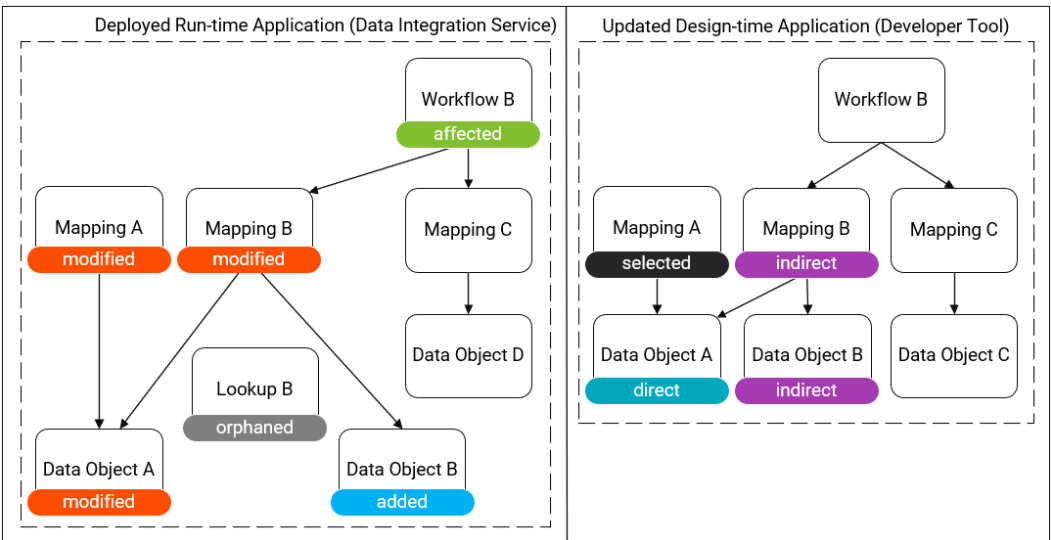 Deployed Run-time Application (Data Integration Service)
Workflow B
affected
Mapping A
modified
Mapping B
modified
Mapping C
Data Object D
Lookup B
orphaned
Data Object A
modified
Data Object B
added
Updated Design-time Application (Developer Tool)
Workflow B
Mapping A
selected
Mapping B
indirect
Mapping C
Data Object A
direct
Data Object B
indirect
Data Object C